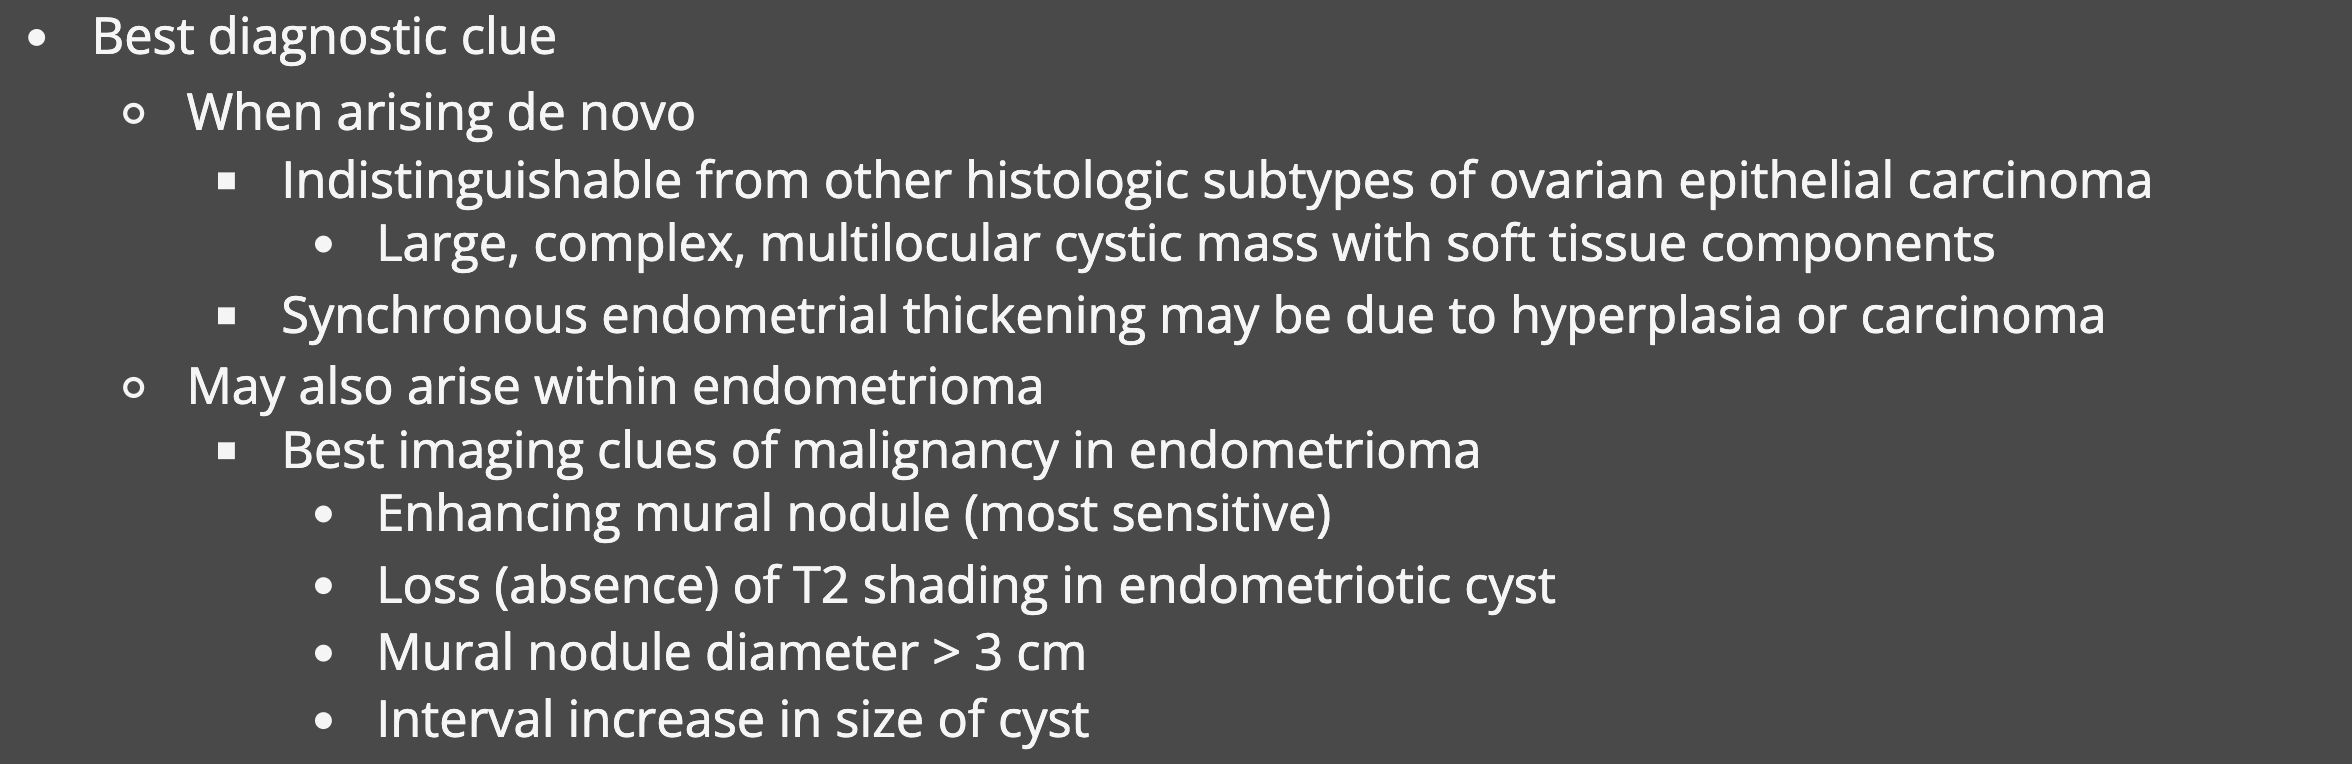 • Best diagnostic clue
○ When arising de novo
▪ Indistinguishable from other histologic subtypes of ovarian epithelial carcinoma
• Large, complex, multilocular cystic mass with soft tissue components
▪ Synchronous endometrial thickening may be due to hyperplasia or carcinoma
○ May also arise within endometrioma
▪ Best imaging clues of malignancy in endometrioma
• Enhancing mural nodule (most sensitive)
• Loss (absence) of T2 shading in endometriotic cyst
• Mural nodule diameter > 3 cm
• Interval increase in size of cyst